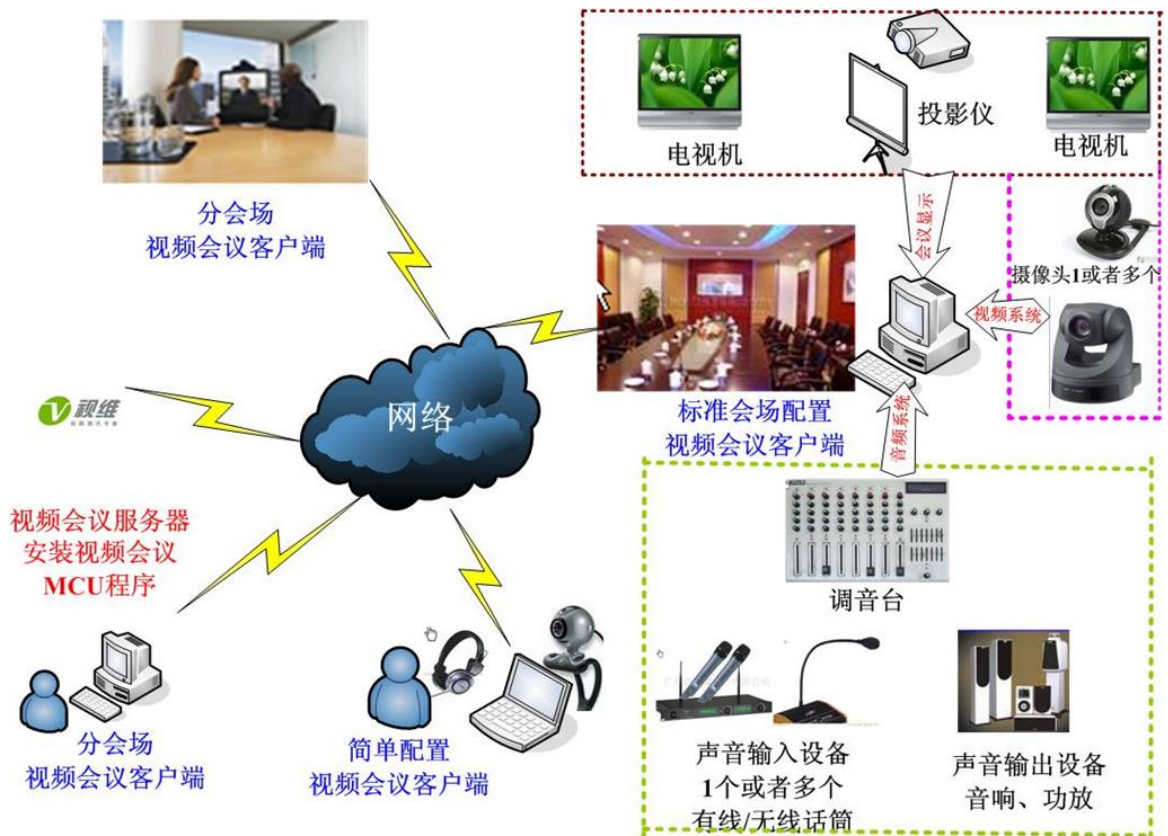 电视机
投影仪
电视机
会议显示
摄像头1或者多个
视频系统
分会场
视频会议客户端
标准会场配置
视频会议客户端
音频系统
网络
视维
视频会议服务器
安装视频会议
MCU程序
调音台
分会场
视频会议客户端
简单配置
视频会议客户端
声音输入设备
1个或者多个
有线/无线话筒
声音输出设备
音响、功放